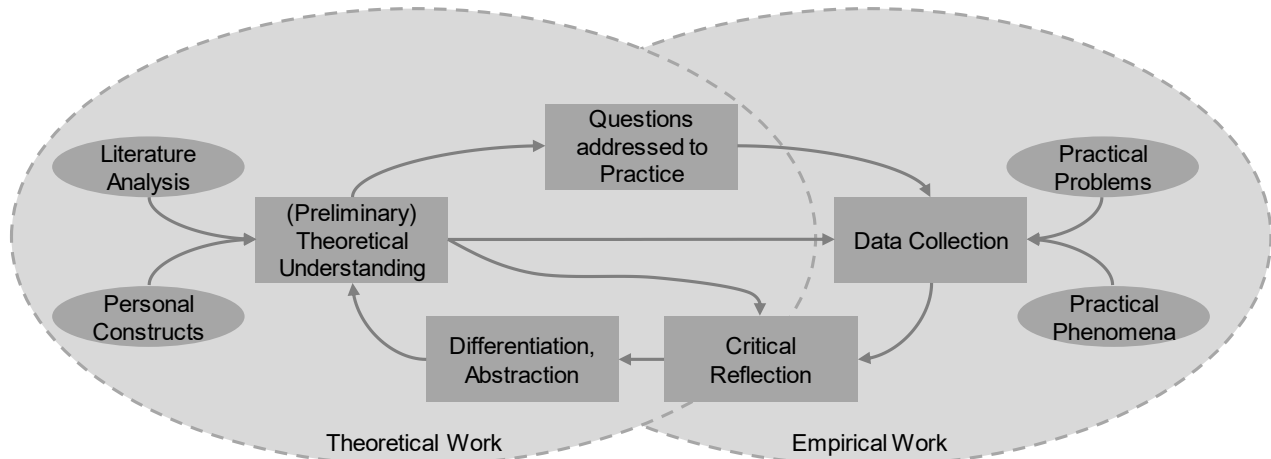 Questions
addressed to
Practice
Literature
Analysis
Practical
Problems
(Preliminary)
Theoretical
Understanding
Data Collection
Personal
Constructs
Practical
Phenomena
Differentiation,
Abstraction
Critical
Reflection
Theoretical Work
Empirical Work